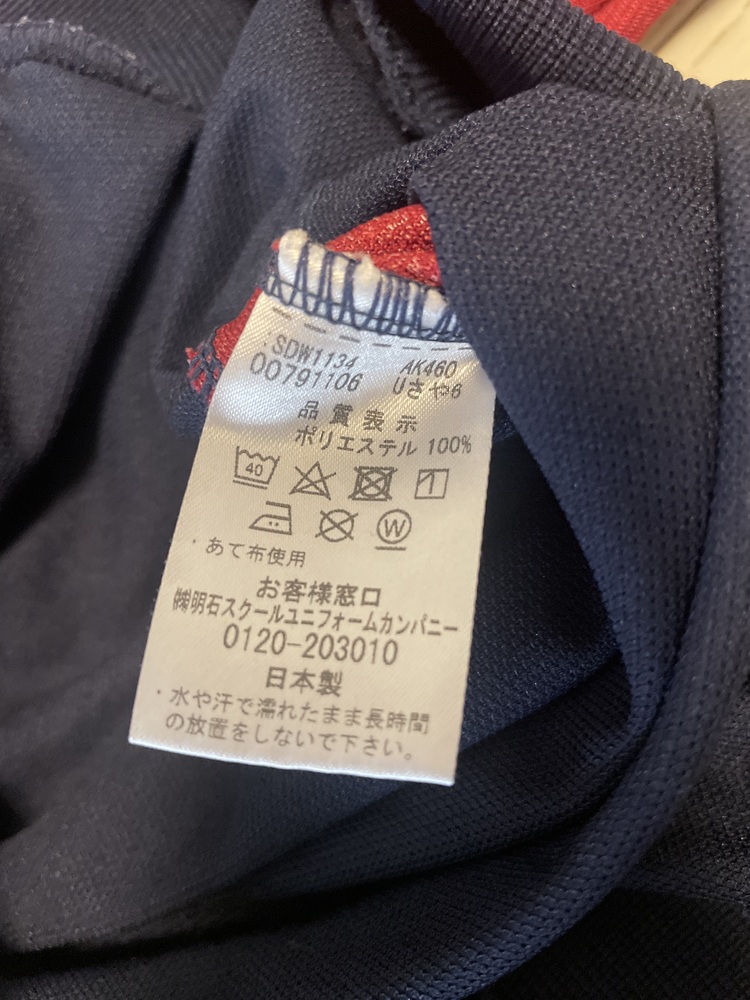 :SDW1134 AK460
00791106 Uさや6
品質表示
ポリエステル 100%
40
1
W
・あて布使用
お客様窓口
㈱明石スクールユニフォームカンパニー
0120-203010
日本製
・水や汗で濡れたまま長時間
の放置をしないで下さい。